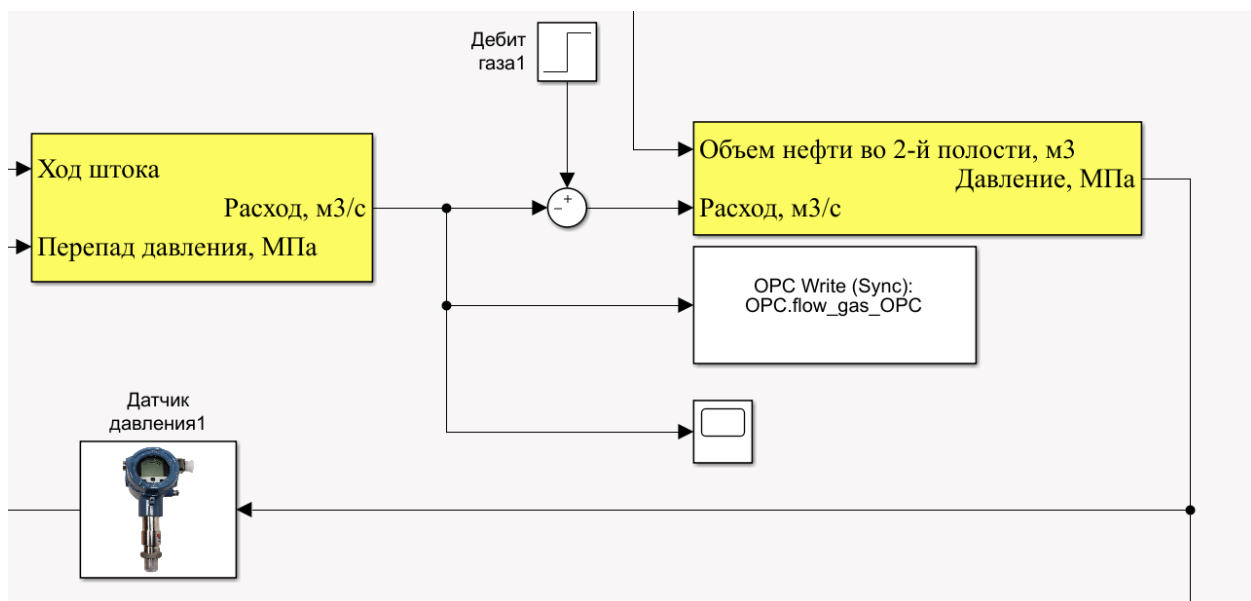 Дебит
газа1
Ход штока
Расход, м3/с
Перепад давления, МПа
Объем нефти во 2-й полости, м3
Давление, МПа
Расход, м3/с
OPC Write (Sync):
OPC.flow_gas_OPC
Датчик
давления1